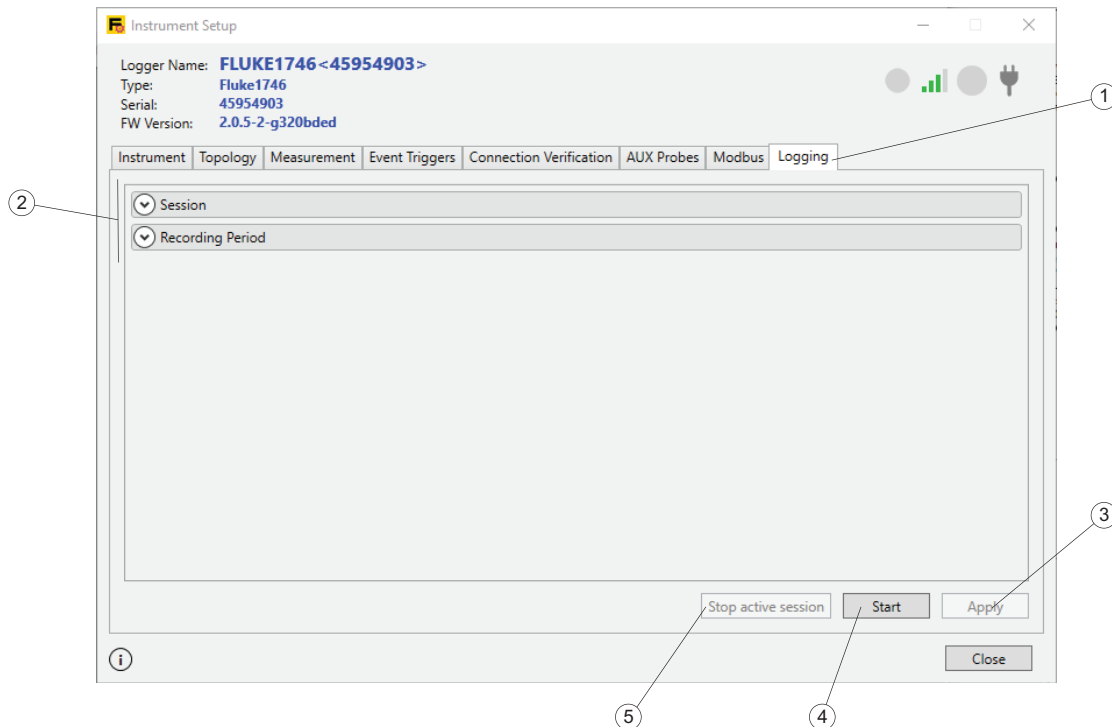 Instrument Setup
Logger Name: FLUKE1746<45954903>
Type: Fluke1746
Serial: 45954903
FW Version: 2.0.5-2-g320bded
1
Instrument Topology Measurement Event Triggers Connection Verification AUX Probes Modbus Logging
2
Session
Recording Period
3
Stop active session Start Apply
Close
5 4